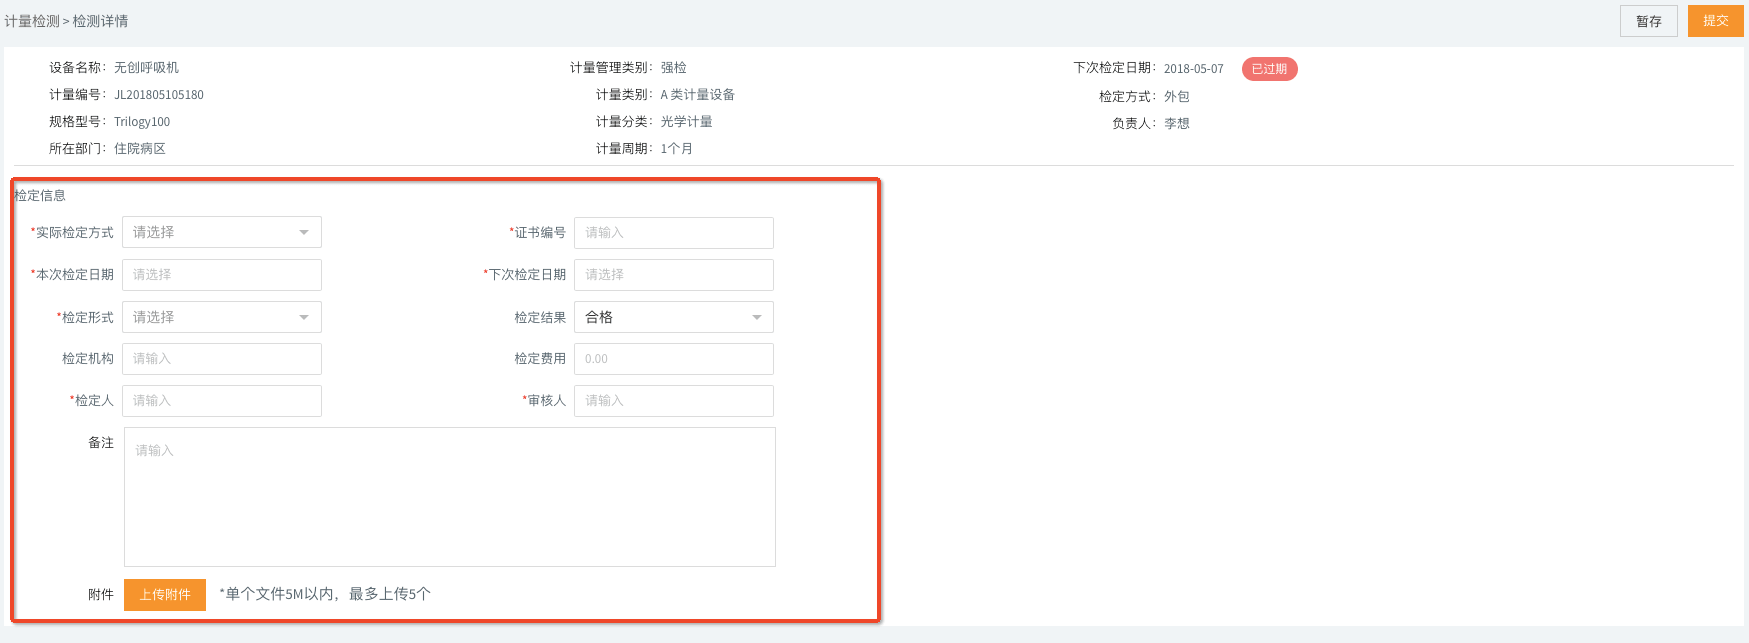 计量检测 > 检测详情
暂存
提交
设备名称：无创呼吸机
计量管理类别：强检
下次检定日期：2018-05-07 已过期
计量编号：JL201805105180
计量类别：A 类计量设备
检定方式：外包
规格型号：Trilogy100
计量分类：光学计量
负责人：李想
所在部门：住院病区
计量周期：1个月
检定信息
*实际检定方式 请选择
*证书编号 请输入
*本次检定日期 请选择
*下次检定日期 请选择
*检定形式 请选择
检定结果 合格
检定机构 请输入
检定费用 0.00
*检定人 请输入
*审核人 请输入
备注 请输入
附件 上传附件 *单个文件5M以内，最多上传5个